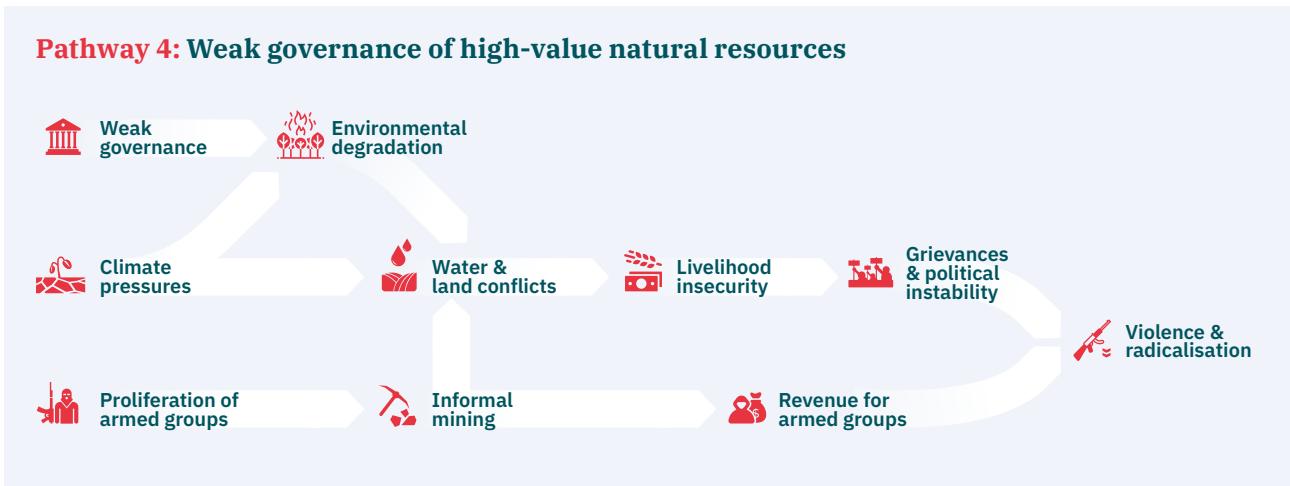 Pathway 4: Weak governance of high-value natural resources
Weak
governance
Environmental
degradation
Climate
pressures
Water &
land conflicts
Livelihood
insecurity
Grievances
& political
instability
Violence &
radicalisation
Proliferation of
armed groups
Informal
mining
$
Revenue for
armed groups